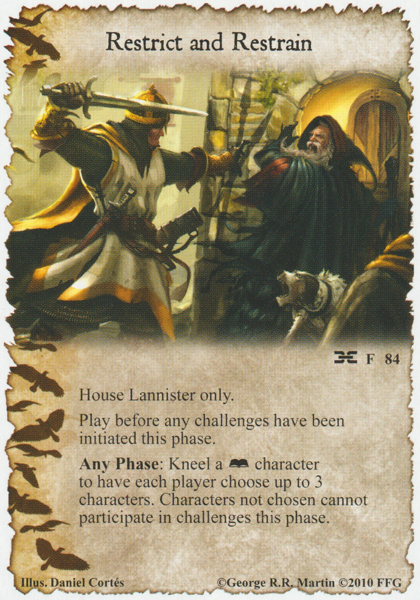 Restrict and Restrain
F 84
House Lannister only.
Play before any challenges have been
initiated this phase.
Any Phase: Kneel a character
to have each player choose up to 3
characters. Characters not chosen cannot
participate in challenges this phase.
Illus. Daniel Cortés ©George R.R. Martin ©2010 FFG